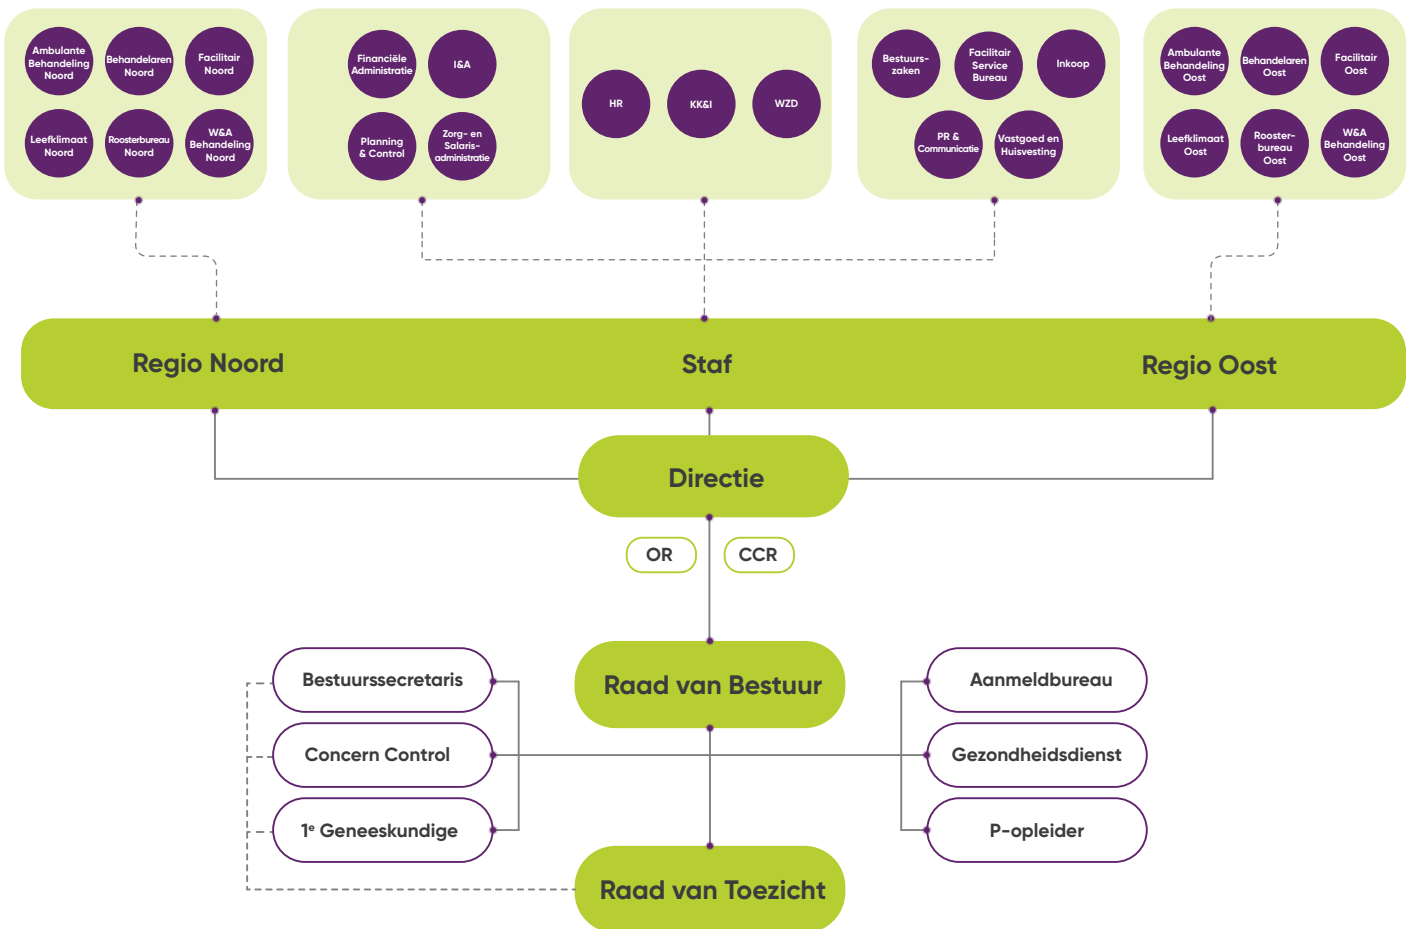 Ambulante
Behandeling
Noord
Behandelaren
Noord
Facilitair
Noord
Leefklimaat
Noord
Roosterbureau
Noord
W&A
Behandeling
Noord
Financiële
Administratie
I&A
Planning
& Control
Zorg- en
Salaris-
administratie
HR
KK&I
WZD
Bestuurs-
zaken
Facilitair
Service
Bureau
Inkoop
PR &
Communicatie
Vastgoed en
Huisvesting
Ambulante
Behandeling
Oost
Behandelaren
Oost
Facilitair
Oost
Leefklimaat
Oost
Rooster-
bureau
Oost
W&A
Behandeling
Oost
Regio Noord
Staf
Regio Oost
Directie
OR
CCR
Raad van Bestuur
Bestuurssecretaris
Concern Control
1e Geneeskundige
Aanmeldbureau
Gezondheidsdienst
P-opleider
Raad van Toezicht